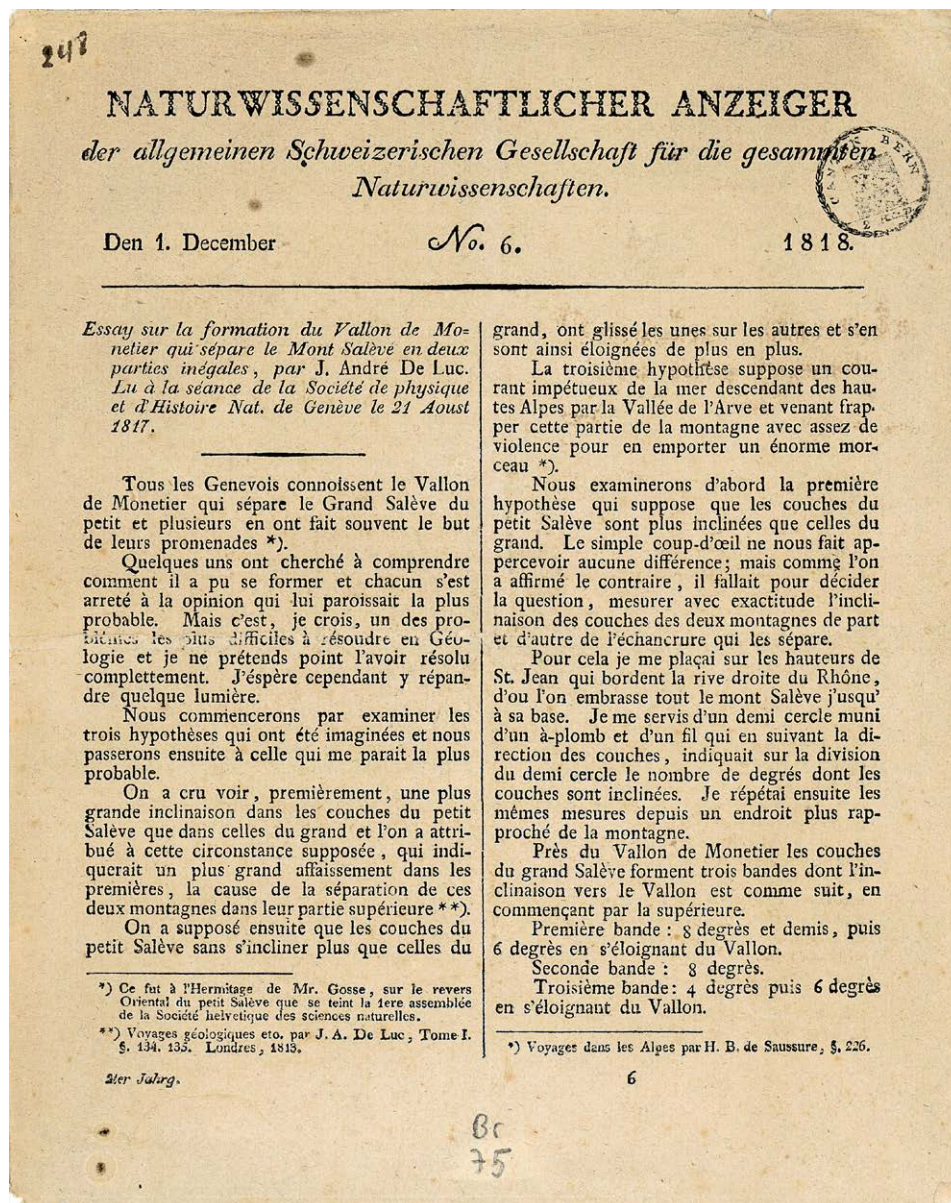 248
NATURWISSENSCHAFTLICHER ANZEIGER
der allgemeinen Schweizerischen Gesellschaft für die gesammten
Naturwissenschaften.
Den 1. December No. 6. 1818.
Essay sur la formation du Vallon de Mo=
netier qui sépare le Mont Salève en deux
parties inégales, par J. André De Luc.
Lu à la séance de la Société de physique
et d'Histoire Nat. de Genève le 21 Aoust
1817.
Tous les Genevois connoissent le Vallon
de Monetier qui sépare le Grand Salève du
petit et plusieurs en ont fait souvent le but
de leurs promenades *).
Quelques uns ont cherché à comprendre
comment il a pu se former et chacun s'est
arreté à la opinion qui lui paroissait la plus
probable. Mais c'est, je crois, un des pro-
blémes les plus difficiles à résoudre en Géo-
logie et je ne prétends point l'avoir résolu
complettement. J'éspère cependant y répan-
dre quelque lumière.
Nous commencerons par examiner les
trois hypothèses qui ont été imaginées et nous
passerons ensuite à celle qui me parait la plus
probable.
On a cru voir, premièrement, une plus
grande inclinaison dans les couches du petit
Salève que dans celles du grand et l'on a attri-
bué à cette circonstance supposée, qui indi-
querait un plus grand affaissement dans les
premières, la cause de la séparation de ces
deux montagnes dans leur partie supérieure **).
On a supposé ensuite que les couches du
petit Salève sans s'incliner plus que celles du
*) Ce fut à l'Hermitage de Mr. Gosse, sur le revers
Oriental du petit Salève que se teint la 1ere assemblée
de la Société helvetique des sciences naturelles.
**) Voyages géologiques etc. par J. A. De Luc, Tome I.
§. 134. 135. Londres, 1813.
2ter Jahrg.
grand, ont glissé les unes sur les autres et s'en
sont ainsi éloignées de plus en plus.
La troisième hypothèse suppose un cou-
rant impétueux de la mer descendant des hau-
tes Alpes par la Vallée de l'Arve et venant frap-
per cette partie de la montagne avec assez de
violence pour en emporter un énorme mor-
ceau *).
Nous examinerons d'abord la première
hypothèse qui suppose que les couches du
petit Salève sont plus inclinées que celles du
grand. Le simple coup-d'œil ne nous fait ap-
percevoir aucune différence; mais comme l'on
a affirmé le contraire, il fallait pour décider
la question, mesurer avec exactitude l'incli-
naison des couches des deux montagnes de part
et d'autre de l'échancrure qui les sépare.
Pour cela je me plaçai sur les hauteurs de
St. Jean qui bordent la rive droite du Rhône,
d'ou l'on embrasse tout le mont Salève j'usqu'
à sa base. Je me servis d'un demi cercle muni
d'un à-plomb et d'un fil qui en suivant la di-
rection des couches, indiquait sur la division
du demi cercle le nombre de degrés dont les
couches sont inclinées. Je répétai ensuite les
mêmes mesures depuis un endroit plus rap-
proché de la montagne.
Près du Vallon de Monetier les couches
du grand Salève forment trois bandes dont l'in-
clinaison vers le Vallon est comme suit, en
commençant par la supérieure.
Première bande: 8 degrés et demis, puis
6 degrès en s'éloignant du Vallon.
Seconde bande: 8 degrès.
Troisième bande: 4 degrès puis 6 degrès
en s'éloignant du Vallon.
*) Voyages dans les Alpes par H. B. de Saussure, §. 226.
6
Br
75